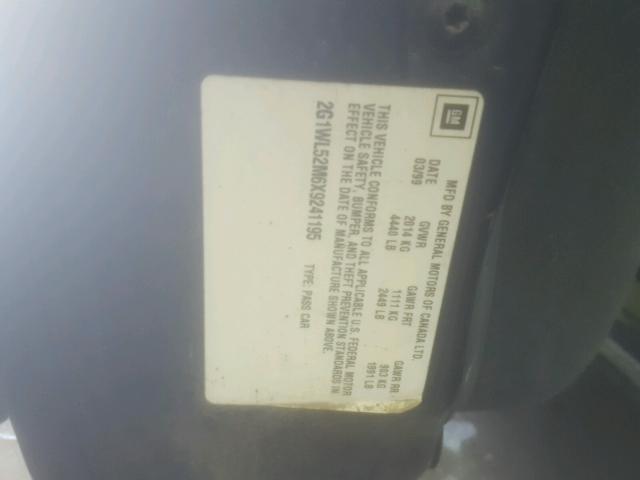 GM
MFD BY GENERAL MOTORS OF CANADA LTD.
DATE GVWR GAWR FRT GAWR RR
03/99 2014 KG 1111 KG 903 KG
4440 LB 2449 LB 1991 LB
THIS VEHICLE CONFORMS TO ALL APPLICABLE U.S. FEDERAL MOTOR
VEHICLE SAFETY, BUMPER, AND THEFT PREVENTION STANDARDS IN
EFFECT ON THE DATE OF MANUFACTURE SHOWN ABOVE.
2G1WL52M6X9241195 TYPE: PASS CAR